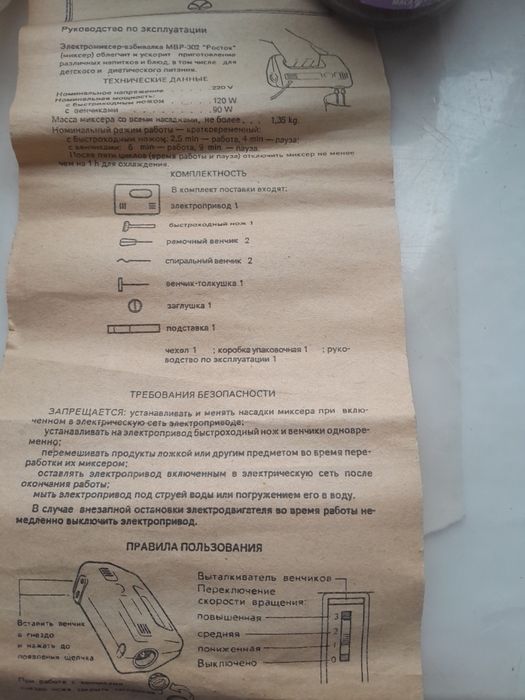 Руководство по эксплуатации
Электромиксер-взбивалка МВР-302 "Росток"
(миксер) облегчит и ускорит приготовление
различных напитков и блюд, в том числе для
детского и диетического питания.
ТЕХНИЧЕСКИЕ ДАННЫЕ
Номинальное напряжение 220 V
Номинальная мощность:
с быстроходным ножом 120 W
с венчиками 90 W
Масса миксера со всеми насадками, не более 1,35 kg
Номинальный режим работы — кратковременный:
с быстроходным ножом: 2,5 min — работа, 4 min — пауза;
с венчиками: 6 min — работа, 9 min — пауза.
После пяти циклов (время работы и пауза) отключить миксер не менее
чем на 1 h для охлаждения.
КОМПЛЕКТНОСТЬ
В комплект поставки входят:
электропривод 1
быстроходный нож 1
рамочный венчик 2
спиральный венчик 2
венчик-толкушка 1
заглушка 1
подставка 1
чехол 1 ; коробка упаковочная 1 ; руко-
водство по эксплуатации 1
ТРЕБОВАНИЯ БЕЗОПАСНОСТИ
ЗАПРЕЩАЕТСЯ: устанавливать и менять насадки миксера при вклю-
ченном в электрическую сеть электроприводе;
устанавливать на электропривод быстроходный нож и венчики одновре-
менно;
перемешивать продукты ложкой или другим предметом во время пере-
работки их миксером;
оставлять электропривод включенным в электрическую сеть после
окончания работы;
мыть электропривод под струей воды или погружением его в воду.
В случае внезапной остановки электродвигателя во время работы не-
медленно выключить электропривод.
ПРАВИЛА ПОЛЬЗОВАНИЯ
Вставить венчик
в гнездо
и нажать до
появления щелчка
Выталкиватель венчиков
Переключение
скорости вращения:
повышенная 3
средняя 2
пониженная 1
Выключено 0
При работе с венчиками